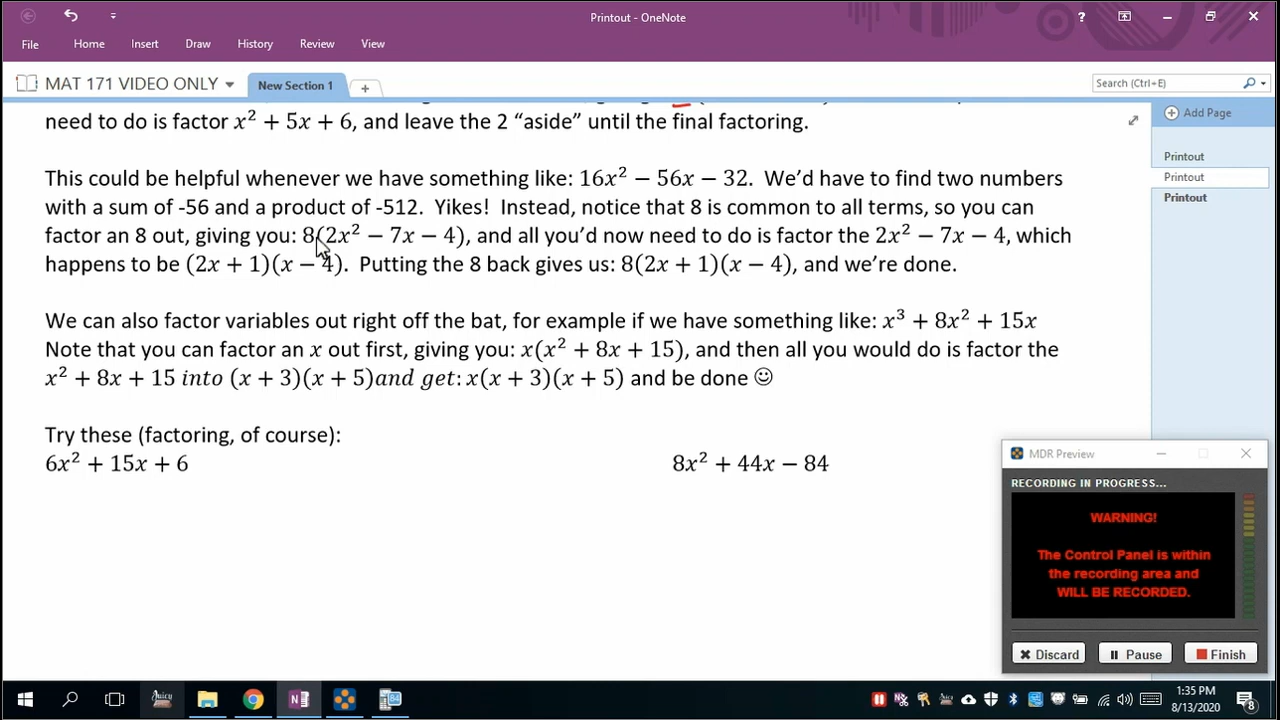 Printout - OneNote
File Home Insert Draw History Review View
MAT 171 VIDEO ONLY New Section 1 + Search (Ctrl+E)
Add Page
Printout
Printout
Printout
need to do is factor x² + 5x + 6, and leave the 2 “aside” until the final factoring.
This could be helpful whenever we have something like: 16x² − 56x − 32. We’d have to find two numbers
with a sum of -56 and a product of -512. Yikes! Instead, notice that 8 is common to all terms, so you can
factor an 8 out, giving you: 8(2x² − 7x − 4), and all you’d now need to do is factor the 2x² − 7x − 4, which
happens to be (2x + 1)(x − 4). Putting the 8 back gives us: 8(2x + 1)(x − 4), and we’re done.
We can also factor variables out right off the bat, for example if we have something like: x³ + 8x² + 15x
Note that you can factor an x out first, giving you: x(x² + 8x + 15), and then all you would do is factor the
x² + 8x + 15 into (x + 3)(x + 5)and get: x(x + 3)(x + 5) and be done ☺
Try these (factoring, of course):
6x² + 15x + 6 8x² + 44x − 84
MDR Preview
RECORDING IN PROGRESS...
WARNING!
The Control Panel is within
the recording area and
WILL BE RECORDED.
Discard Pause Finish
1:35 PM
8/13/2020
8